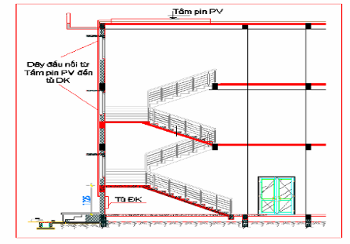 Tấm pin PV
Dây đấu nối từ
Tấm pin PV đến
tủ ĐK
Tủ ĐK